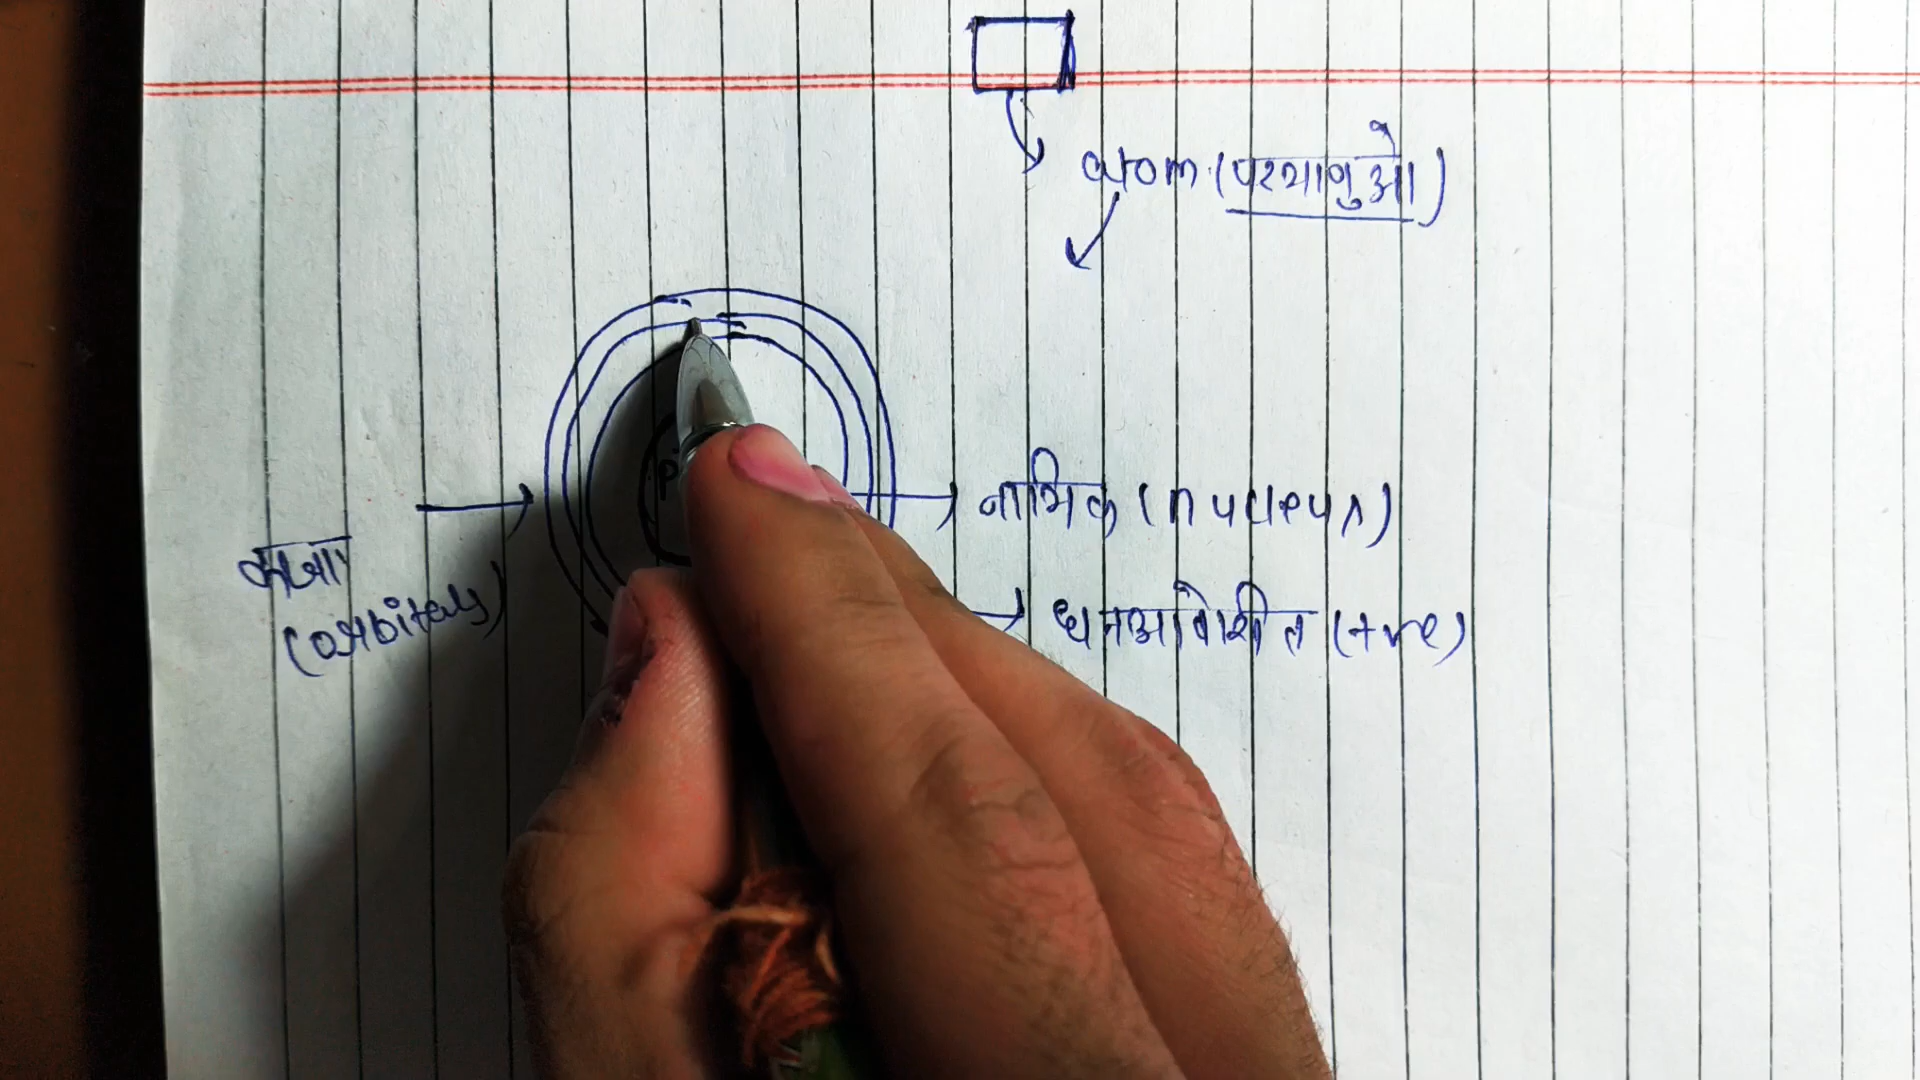 atom (परमाणुओ)
नाभिक (nucleus)
कक्षा
(orbitals)
धनआवेशीत (+ve)